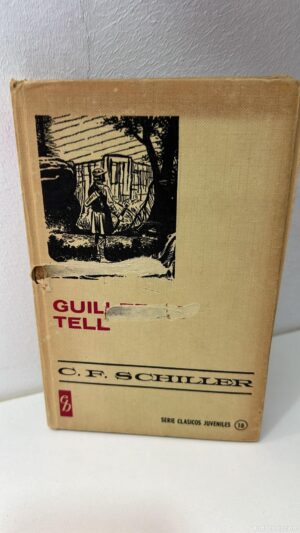 GUILLE
TELL
C. F. SCHILLER
SERIE CLASICOS JUVENILES 18